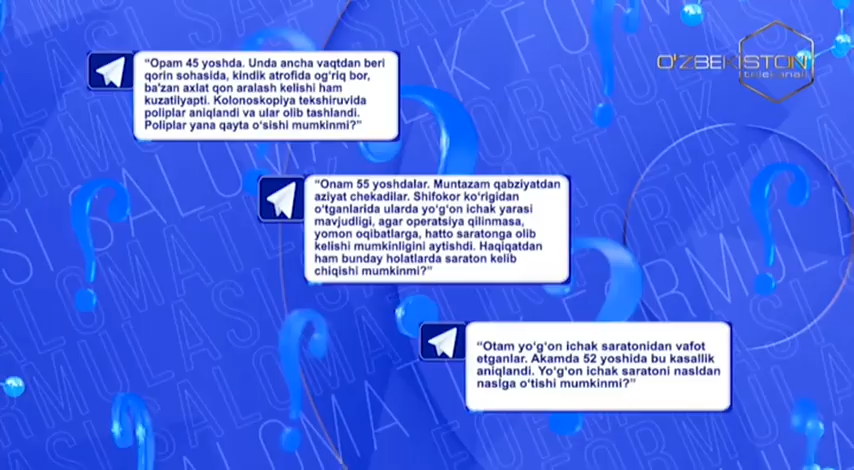 O'ZBEKISTON
telekanali
“Opam 45 yoshda. Unda ancha vaqtdan beri
qorin sohasida, kindik atrofida og‘riq bor,
ba'zan axlat qon aralash kelishi ham
kuzatilyapti. Kolonoskopiya tekshiruvida
poliplar aniqlandi va ular olib tashlandi.
Poliplar yana qayta o‘sishi mumkinmi?”
“Onam 55 yoshdalar. Muntazam qabziyatdan
aziyat chekadilar. Shifokor ko‘rigidan
o‘tganlarida ularda yo‘g‘on ichak yarasi
mavjudligi, agar operatsiya qilinmasa,
yomon oqibatlarga, hatto saratonga olib
kelishi mumkinligini aytishdi. Haqiqatdan
ham bunday holatlarda saraton kelib
chiqishi mumkinmi?”
“Otam yo‘g‘on ichak saratonidan vafot
etganlar. Akamda 52 yoshida bu kasallik
aniqlandi. Yo‘g‘on ichak saratoni nasldan
naslga o‘tishi mumkinmi?”